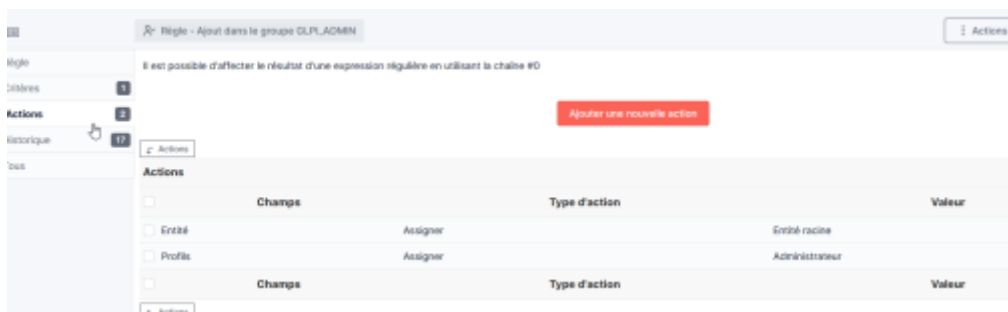 Règle - Ajout dans le groupe GLPI_ADMIN
Actions
Règle
Il est possible d'affecter le résultat d'une expression régulière en utilisant la chaîne #0
Critères 1
Actions 2
Ajouter une nouvelle action
Historique 17
Actions
Tous
Actions
Champs Type d'action Valeur
Entité Assigner Entité racine
Profils Assigner Administrateur
Champs Type d'action Valeur
Actions